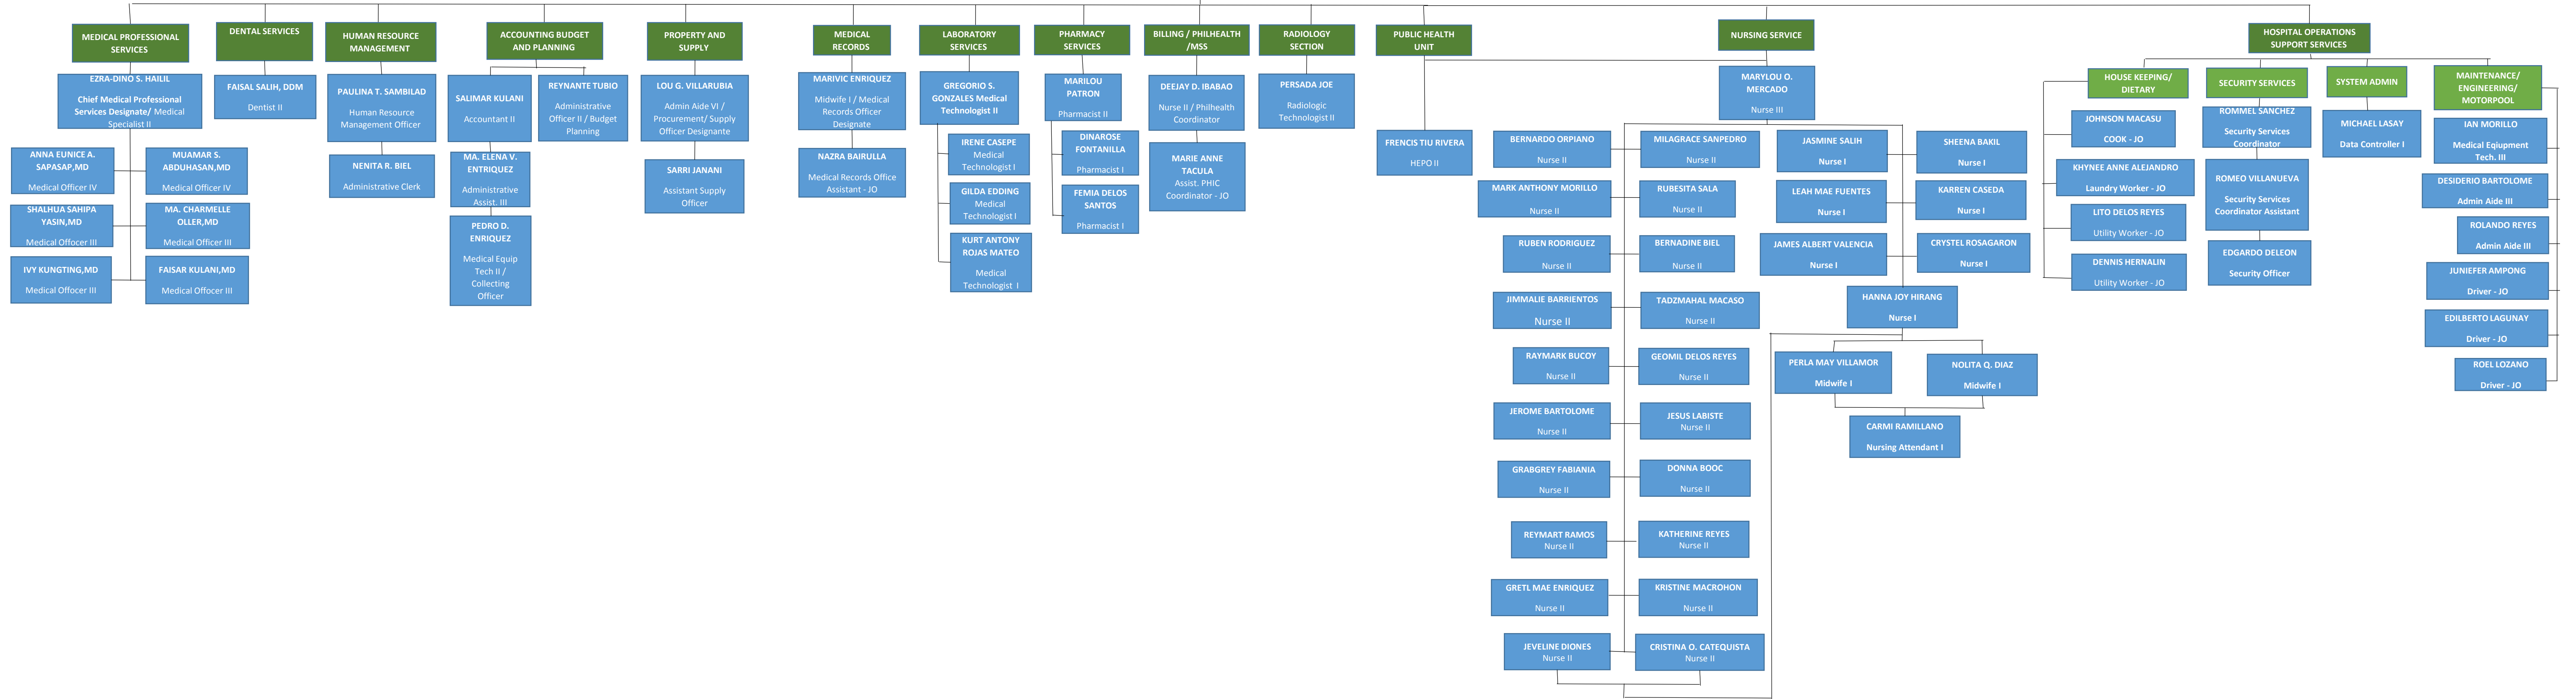 MEDICAL PROFESSIONAL
SERVICES
EZRA-DINO S. HAILIL
Chief Medical Professional
Services Designate/ Medical
Specialist II
ANNA EUNICE A.
SAPASAP,MD
Medical Officer IV
MUAMAR S.
ABDUHASAN,MD
Medical Officer IV
SHALHUA SAHIPA
YASIN,MD
Medical Offocer III
MA. CHARMELLE
OLLER,MD
Medical Officer III
IVY KUNGTING,MD
Medical Offocer III
FAISAR KULANI,MD
Medical Offocer III
DENTAL SERVICES
FAISAL SALIH, DDM
Dentist II
HUMAN RESOURCE
MANAGEMENT
PAULINA T. SAMBILAD
Human Resource
Management Officer
NENITA R. BIEL
Administrative Clerk
ACCOUNTING BUDGET
AND PLANNING
SALIMAR KULANI
Accountant II
MA. ELENA V.
ENTRIQUEZ
Administrative
Assist. III
PEDRO D.
ENRIQUEZ
Medical Equip
Tech II /
Collecting
Officer
REYNANTE TUBIO
Administrative
Officer II / Budget
Planning
PROPERTY AND
SUPPLY
LOU G. VILLARUBIA
Admin Aide VI /
Procurement/ Supply
Officer Designante
SARRI JANANI
Assistant Supply
Officer
MEDICAL
RECORDS
MARIVIC ENRIQUEZ
Midwife I / Medical
Records Officer
Designate
NAZRA BAIRULLA
Medical Records Office
Assistant - JO
LABORATORY
SERVICES
GREGORIO S.
GONZALES Medical
Technologist II
IRENE CASEPE
Medical
Technologist I
GILDA EDDING
Medical
Technologist I
KURT ANTONY
ROJAS MATEO
Medical
Technologist I
PHARMACY
SERVICES
MARILOU
PATRON
Pharmacist II
DINAROSE
FONTANILLA
Pharmacist I
FEMIA DELOS
SANTOS
Pharmacist I
BILLING / PHILHEALTH
/MSS
DEEJAY D. IBABAO
Nurse II / Philhealth
Coordinator
MARIE ANNE
TACULA
Assist. PHIC
Coordinator - JO
RADIOLOGY
SECTION
PERSADA JOE
Radiologic
Technologist II
PUBLIC HEALTH
UNIT
FRENCIS TIU RIVERA
HEPO II
NURSING SERVICE
MARYLOU O.
MERCADO
Nurse III
BERNARDO ORPIANO
Nurse II
MILAGRACE SANPEDRO
Nurse II
MARK ANTHONY MORILLO
Nurse II
RUBESITA SALA
Nurse II
RUBEN RODRIGUEZ
Nurse II
BERNADINE BIEL
Nurse II
JIMMALIE BARRIENTOS
Nurse II
TADZMAHAL MACASO
Nurse II
RAYMARK BUCOY
Nurse II
GEOMIL DELOS REYES
Nurse II
JEROME BARTOLOME
Nurse II
JESUS LABISTE
Nurse II
GRABGREY FABIANIA
Nurse II
DONNA BOOC
Nurse II
REYMART RAMOS
Nurse II
KATHERINE REYES
Nurse II
GRETL MAE ENRIQUEZ
Nurse II
KRISTINE MACROHON
Nurse II
JEVELINE DIONES
Nurse II
CRISTINA O. CATEQUISTA
Nurse II
JASMINE SALIH
Nurse I
SHEENA BAKIL
Nurse I
LEAH MAE FUENTES
Nurse I
KARREN CASEDA
Nurse I
JAMES ALBERT VALENCIA
Nurse I
CRYSTEL ROSAGARON
Nurse I
HANNA JOY HIRANG
Nurse I
PERLA MAY VILLAMOR
Midwife I
NOLITA Q. DIAZ
Midwife I
CARMI RAMILLANO
Nursing Attendant I
HOSPITAL OPERATIONS
SUPPORT SERVICES
HOUSE KEEPING/
DIETARY
JOHNSON MACASU
COOK - JO
KHYNEE ANNE ALEJANDRO
Laundry Worker - JO
LITO DELOS REYES
Utility Worker - JO
DENNIS HERNALIN
Utility Worker - JO
SECURITY SERVICES
ROMMEL SANCHEZ
Security Services
Coordinator
ROMEO VILLANUEVA
Security Services
Coordinator Assistant
EDGARDO DELEON
Security Officer
SYSTEM ADMIN
MICHAEL LASAY
Data Controller I
MAINTENANCE/
ENGINEERING/
MOTORPOOL
IAN MORILLO
Medical Eqiupment
Tech. III
DESIDERIO BARTOLOME
Admin Aide III
ROLANDO REYES
Admin Aide III
JUNIEFER AMPONG
Driver - JO
EDILBERTO LAGUNAY
Driver - JO
ROEL LOZANO
Driver - JO